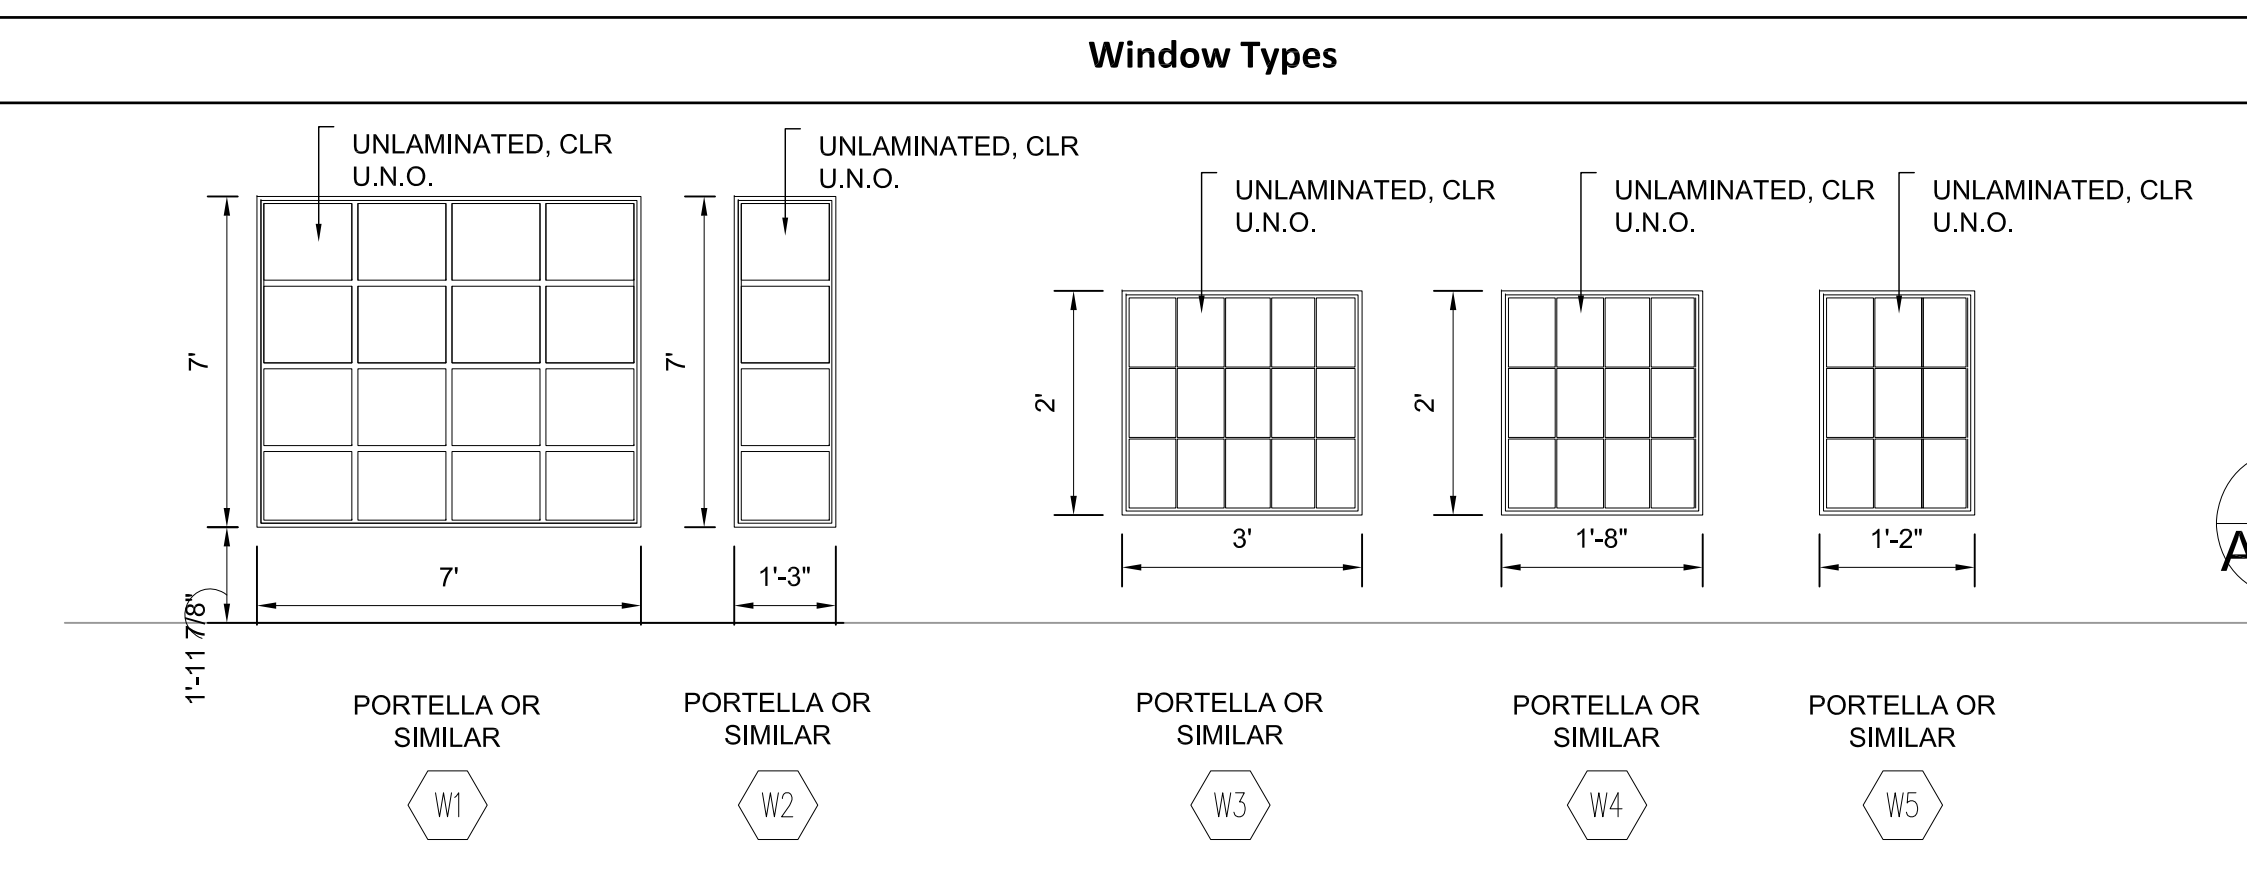 Window Types
UNLAMINATED, CLR
U.N.O.
UNLAMINATED, CLR
U.N.O.
UNLAMINATED, CLR
U.N.O.
UNLAMINATED, CLR
U.N.O.
UNLAMINATED, CLR
U.N.O.
7'
7'
2'
2'
7'
1'-3"
3'
1'-8"
1'-2"
A
1'-11 7/8"
PORTELLA OR
SIMILAR
PORTELLA OR
SIMILAR
PORTELLA OR
SIMILAR
PORTELLA OR
SIMILAR
PORTELLA OR
SIMILAR
W1
W2
W3
W4
W5